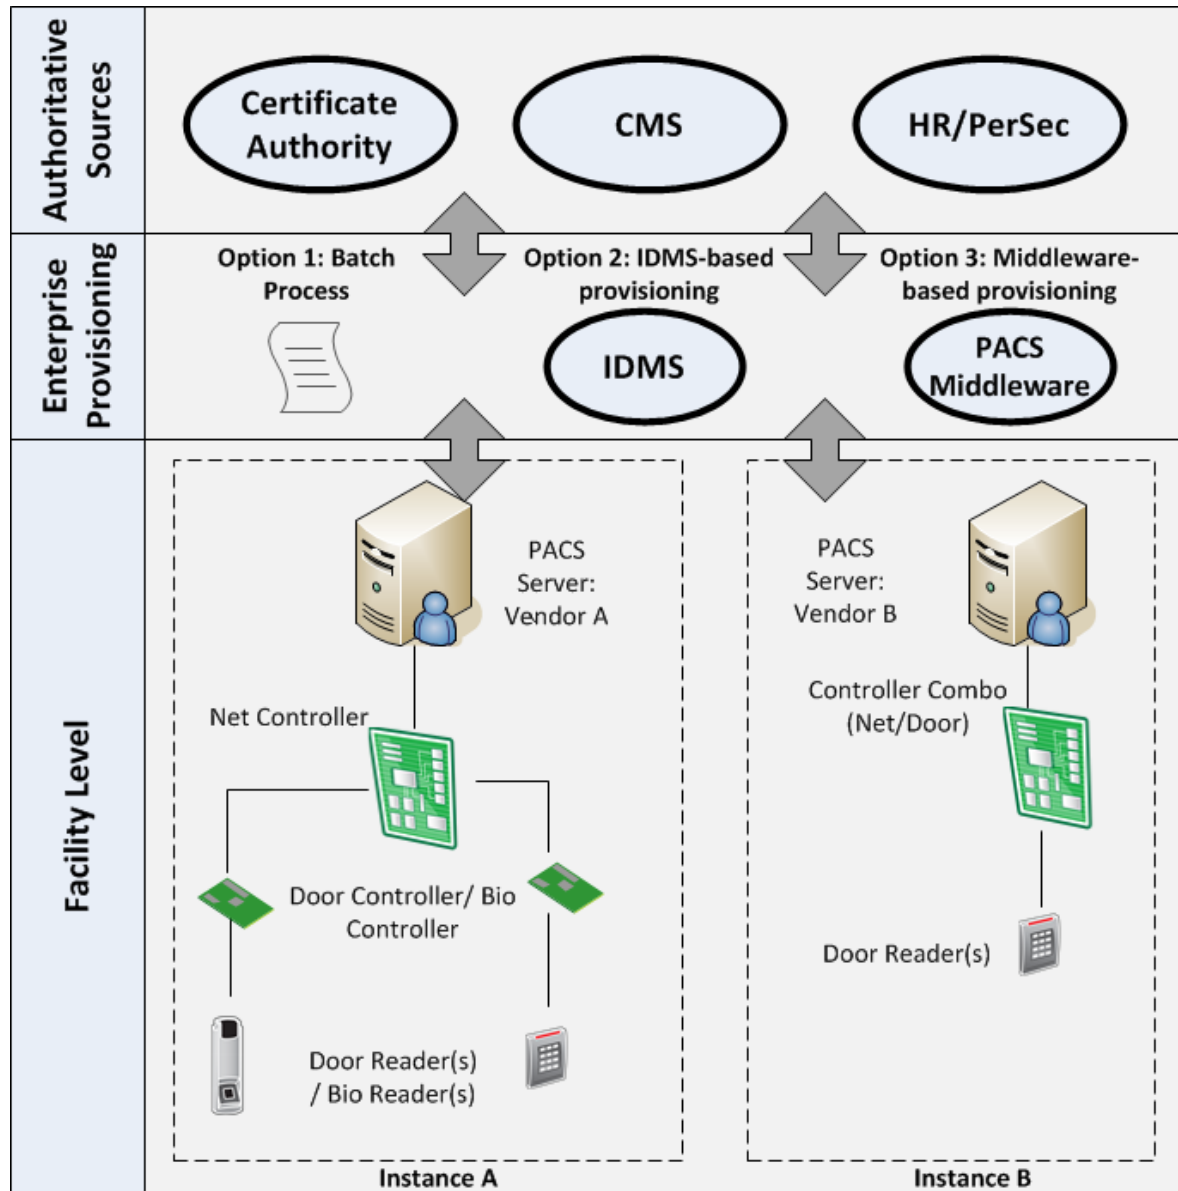 Authoritative
Sources
Certificate
Authority
CMS
HR/PerSec
Enterprise
Provisioning
Option 1: Batch
Process
Option 2: IDMS-based
provisioning
Option 3: Middleware-
based provisioning
IDMS
PACS
Middleware
Facility Level
PACS
Server:
Vendor A
Net Controller
Door Controller/ Bio
Controller
Door Reader(s)
/ Bio Reader(s)
Instance A
PACS
Server:
Vendor B
Controller Combo
(Net/Door)
Door Reader(s)
Instance B